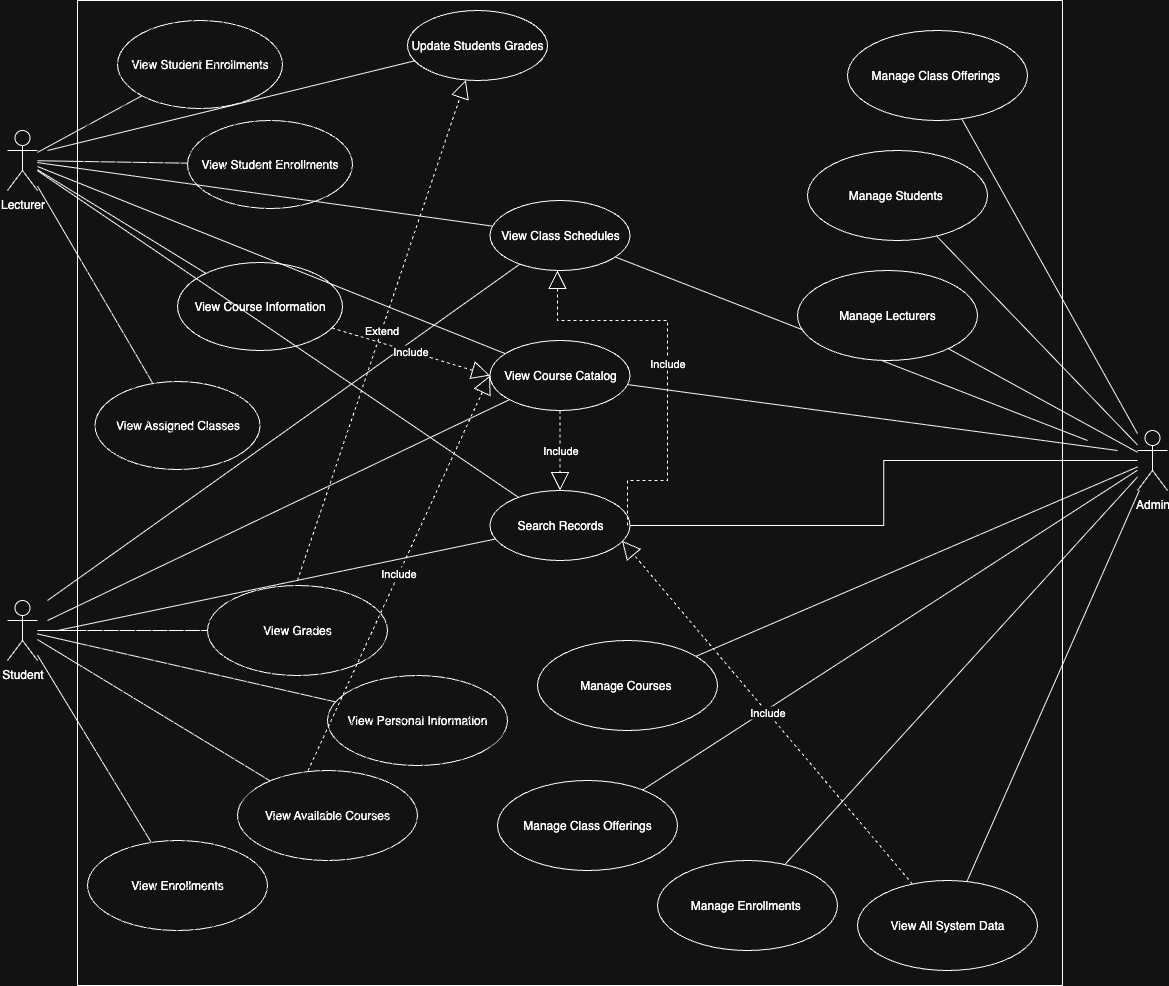 Update Students Grades
View Student Enrollments
Manage Class Offerings
View Student Enrollments
Manage Students
Lecturer
View Class Schedules
View Course Information
Manage Lecturers
Extend
Include
Include
View Course Catalog
View Assigned Classes
Include
Admin
Search Records
Include
View Grades
Student
Manage Courses
Include
View Personal Information
View Available Courses
Manage Class Offerings
View Enrollments
Manage Enrollments
View All System Data